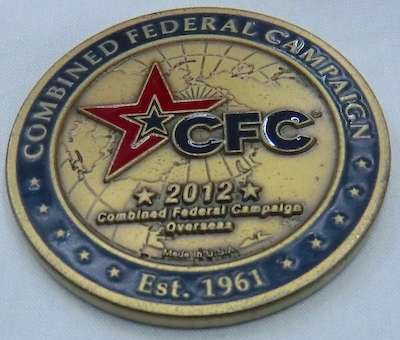 COMBINED FEDERAL CAMPAIGN
CFC®
2012
Combined Federal Campaign
Overseas
Made in U.S.A.
Est. 1961